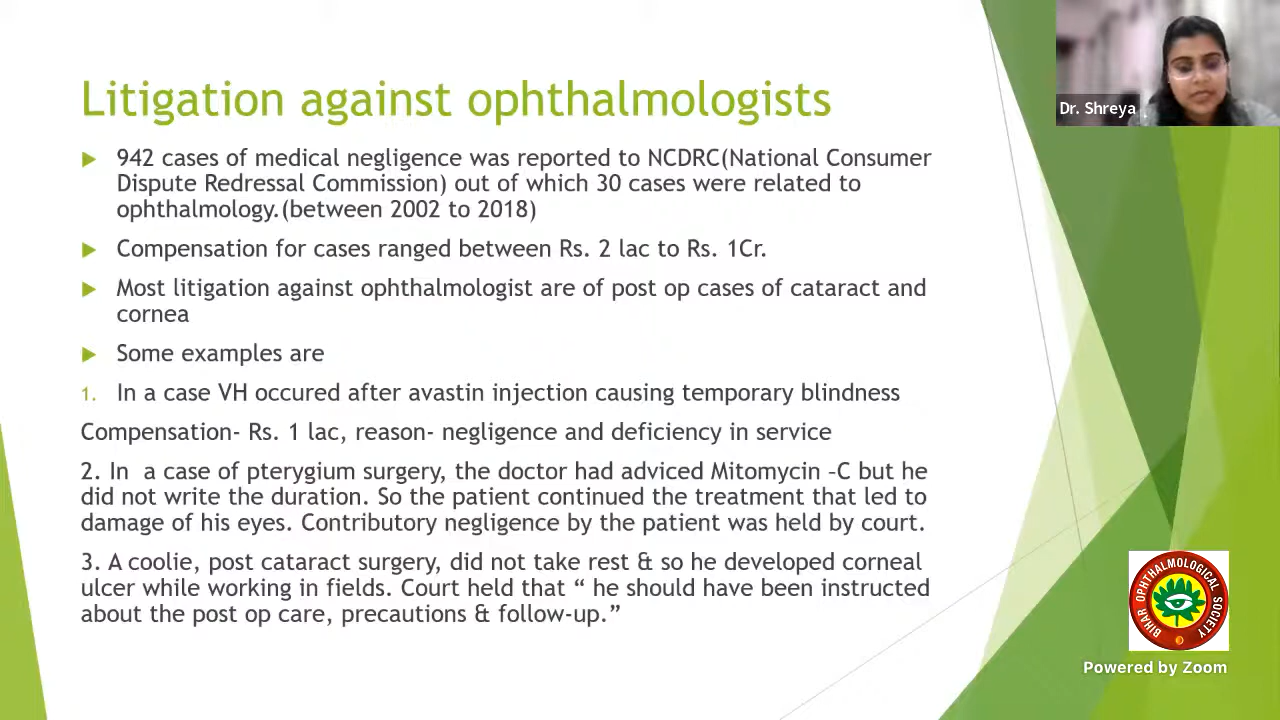 Litigation against ophthalmologists
942 cases of medical negligence was reported to NCDRC(National Consumer
Dispute Redressal Commission) out of which 30 cases were related to
ophthalmology.(between 2002 to 2018)
Compensation for cases ranged between Rs. 2 lac to Rs. 1Cr.
Most litigation against ophthalmologist are of post op cases of cataract and
cornea
Some examples are
1. In a case VH occured after avastin injection causing temporary blindness
Compensation- Rs. 1 lac, reason- negligence and deficiency in service
2. In a case of pterygium surgery, the doctor had adviced Mitomycin –C but he
did not write the duration. So the patient continued the treatment that led to
damage of his eyes. Contributory negligence by the patient was held by court.
3. A coolie, post cataract surgery, did not take rest & so he developed corneal
ulcer while working in fields. Court held that “ he should have been instructed
about the post op care, precautions & follow-up.”
Dr. Shreya
BIHAR OPHTHALMOLOGICAL SOCIETY
Powered by Zoom